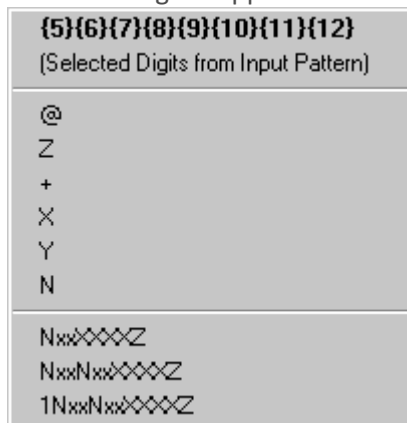 {5}{6}{7}{8}{9}{10}{11}{12}
(Selected Digits from Input Pattern)
@
Z
+
X
Y
N
NxxXXXXZ
NxxNxxXXXXZ
1NxxNxxXXXXZ